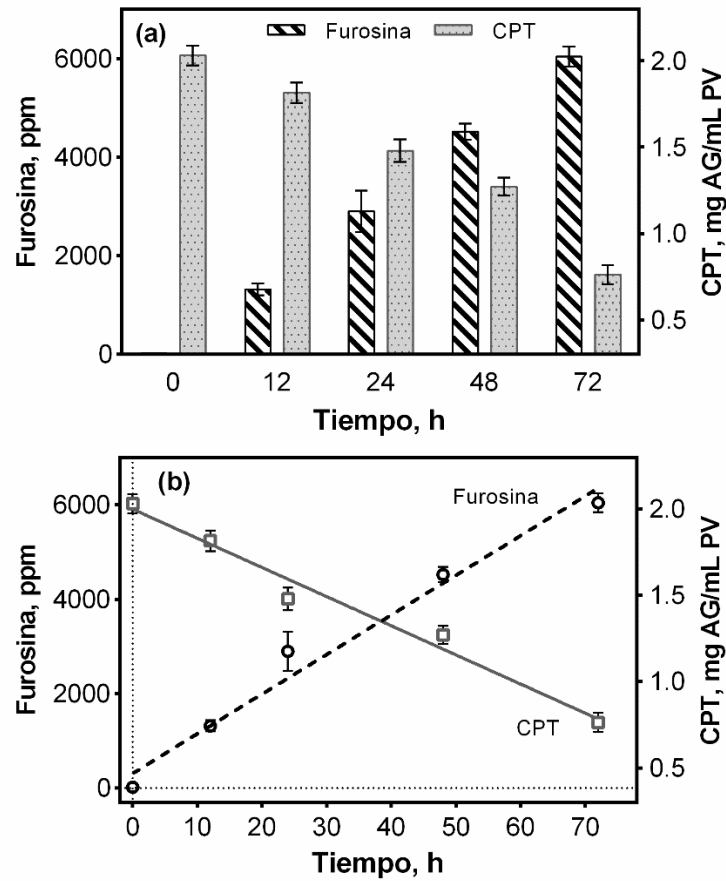 (a)
Furosina
CPT
6000
4000
2000
0
Furosina, ppm
2.0
1.5
1.0
0.5
CPT, mg AG/mL PV
0 12 24 48 72
Tiempo, h
(b)
Furosina
CPT
6000
4000
2000
0
Furosina, ppm
2.0
1.5
1.0
0.5
CPT, mg AG/mL PV
0 10 20 30 40 50 60 70
Tiempo, h